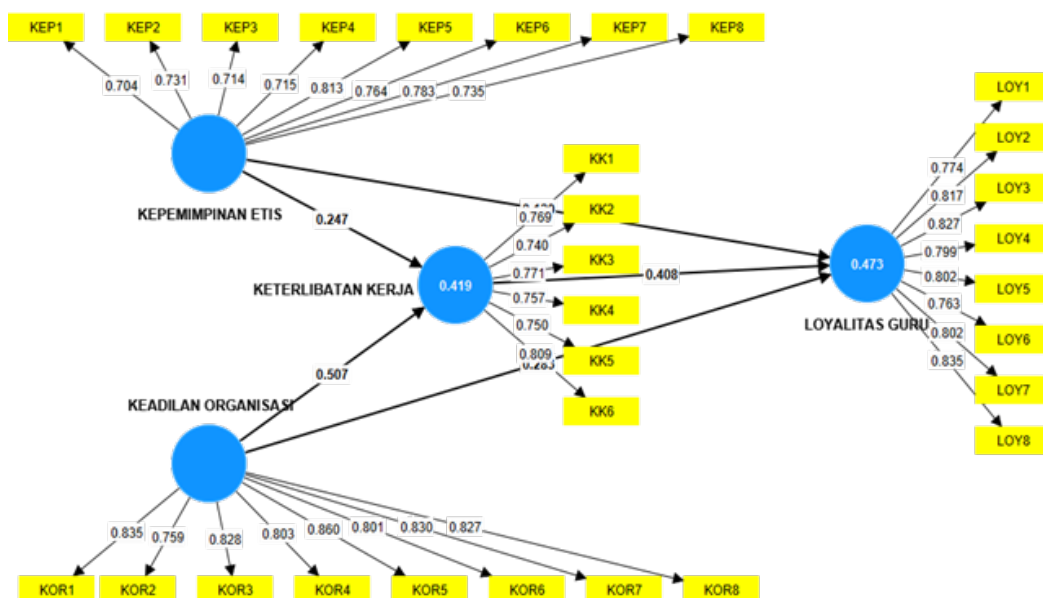 KEP1 KEP2 KEP3 KEP4 KEP5 KEP6 KEP7 KEP8
0.704 0.731 0.714 0.715 0.813 0.764 0.783 0.735
KEPEMIMPINAN ETIS
0.247
KK1
KK2
KK3
KK4
KK5
KK6
0.769
0.740
0.771
0.757
0.750
0.809
KETERLIBATAN KERJA
0.419
0.408
0.507
KEADILAN ORGANISASI
0.835 0.759 0.828 0.803 0.860 0.801 0.830 0.827
KOR1 KOR2 KOR3 KOR4 KOR5 KOR6 KOR7 KOR8
0.473
LOYALITAS GURU
0.774
0.817
0.827
0.799
0.802
0.763
0.802
0.835
LOY1
LOY2
LOY3
LOY4
LOY5
LOY6
LOY7
LOY8